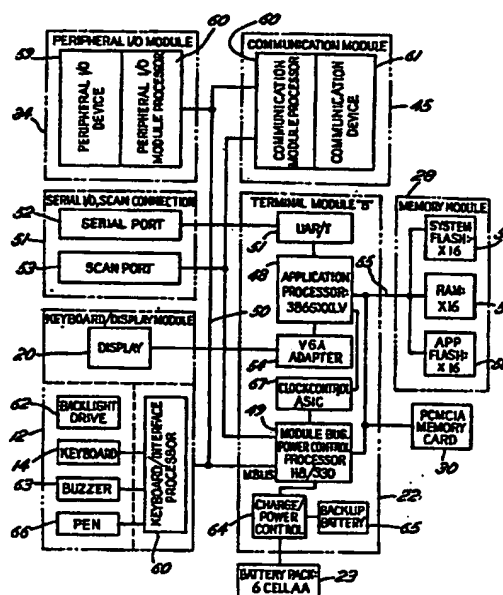 PERIPHERAL I/O MODULE
59
PERIPHERAL I/O
DEVICE
PERIPHERAL I/O
MODULE PROCESSOR
60
60
COMMUNICATION MODULE
COMMUNICATION
MODULE PROCESSOR
COMMUNICATION
DEVICE
61
45
SERIAL I/O, SCAN CONNECTION
52
SERIAL PORT
51
53
SCAN PORT
TERMINAL MODULE "B"
UAR/T
51
48
APPLICATION
PROCESSOR:
386SXXLV
55
50
VGA
ADAPTER
54
67
CLOCK CONTROL
ASIC
49
MODULE BUS,
POWER CONTROL
PROCESSOR
H8/330
MBUS
22
64
CHARGE/
POWER
CONTROL
BACKUP
BATTERY
65
BATTERY PACK:
6 CELL AA
23
28
MEMORY MODULE
SYSTEM
FLASH:
X16
RAM:
X16
APP
FLASH:
X16
PCMCIA
MEMORY
CARD
30
KEYBOARD/DISPLAY MODULE
20
DISPLAY
62
BACKLIGHT
DRIVE
12
KEYBOARD
14
BUZZER
63
PEN
66
KEYBOARD/INTERFACE
PROCESSOR
60